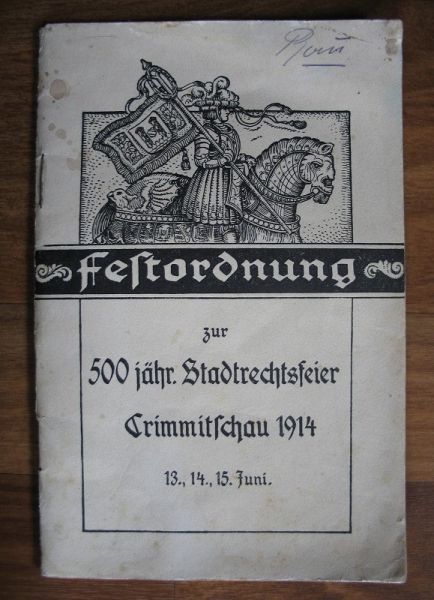 Festordnung
zur
500 jähr. Stadtrechtsfeier
Crimmitschau 1914
13., 14., 15. Juni.